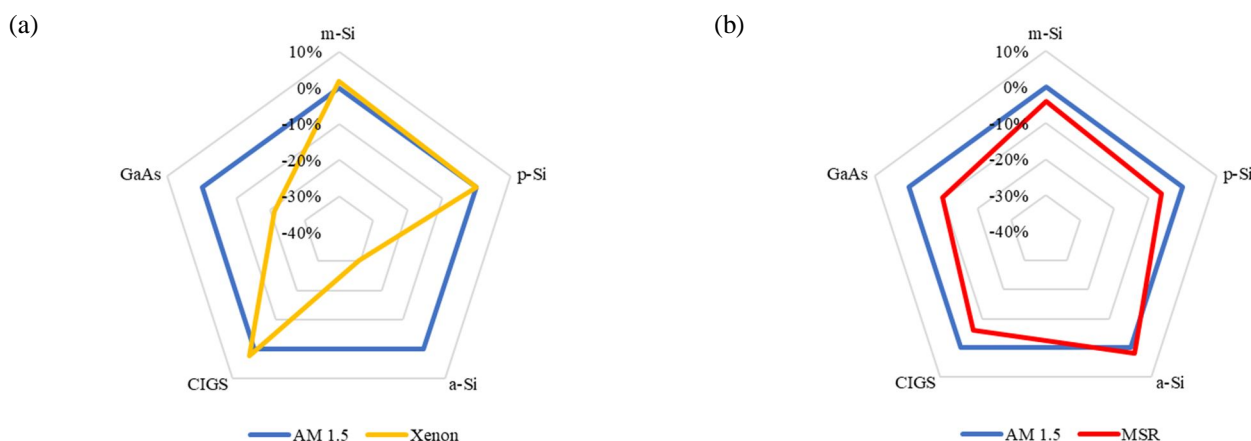 (a)
m-Si
10%
0%
-10%
-20%
-30%
-40%
GaAs
p-Si
CIGS
a-Si
AM 1.5 Xenon
(b)
m-Si
10%
0%
-10%
-20%
-30%
-40%
GaAs
p-Si
CIGS
a-Si
AM 1.5 MSR